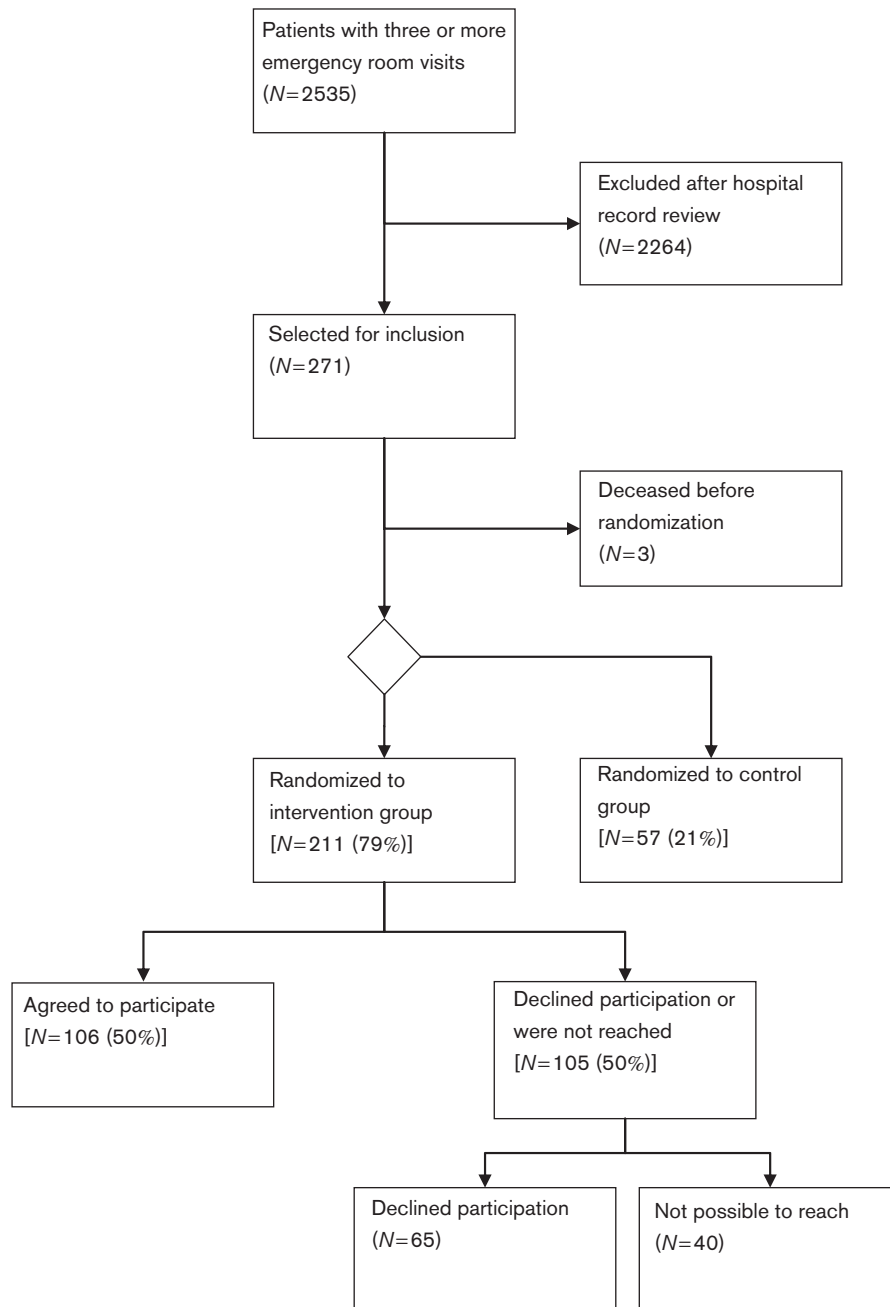 Patients with three or more
emergency room visits
(N=2535)
Excluded after hospital
record review
(N=2264)
Selected for inclusion
(N=271)
Deceased before
randomization
(N=3)
Randomized to
intervention group
[N=211 (79%)]
Randomized to control
group
[N=57 (21%)]
Agreed to participate
[N=106 (50%)]
Declined participation or
were not reached
[N=105 (50%)]
Declined participation
(N=65)
Not possible to reach
(N=40)